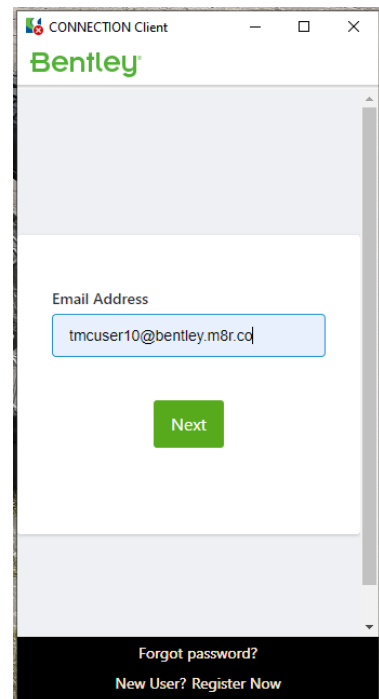 CONNECTION Client
Bentley
Email Address
tmcuser10@bentley.m8r.co
Next
Forgot password?
New User? Register Now